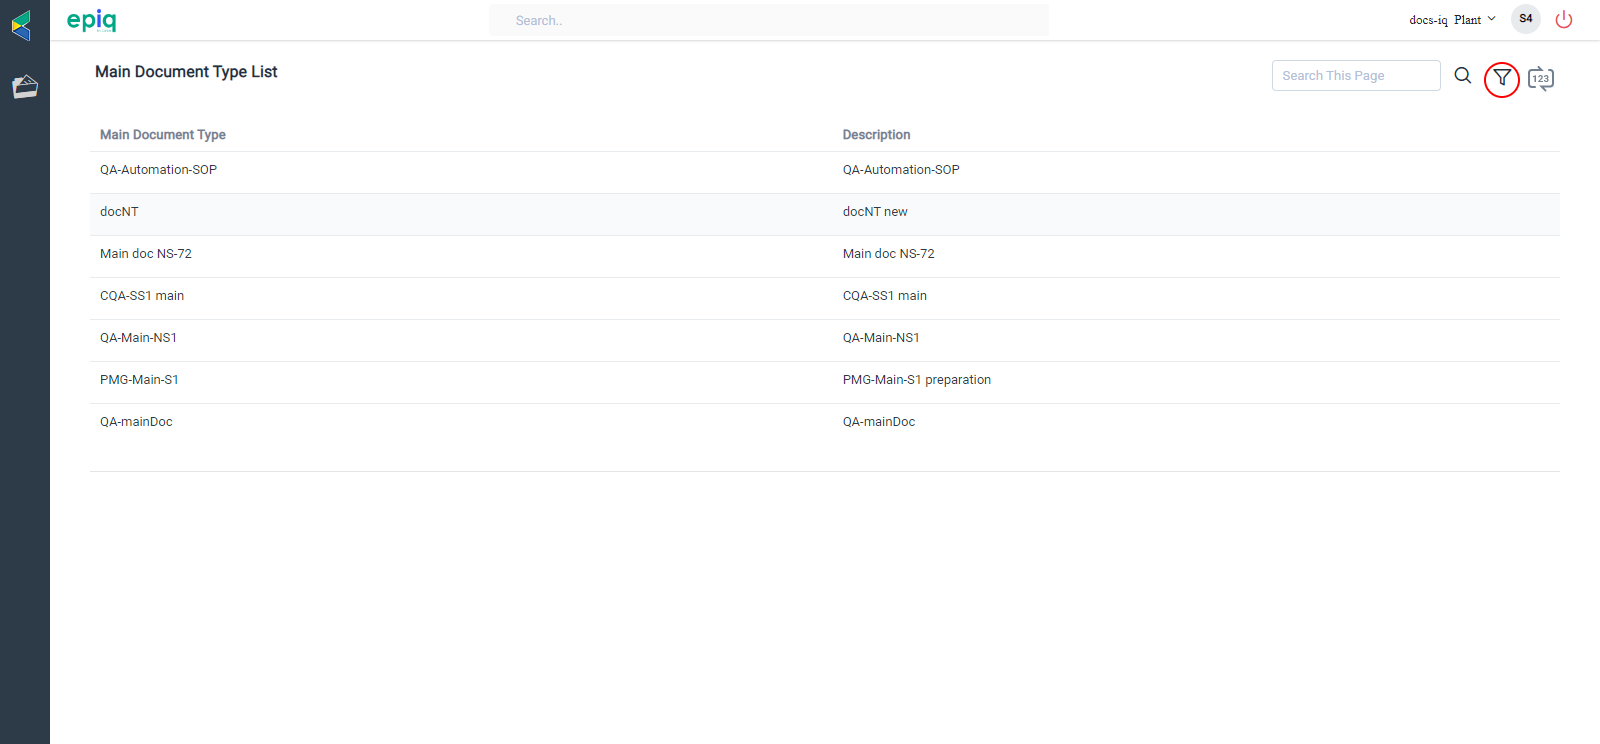 epiq
Search..
docs-iq Plant
S4
Main Document Type List
Search This Page
123
Main Document Type Description
QA-Automation-SOP QA-Automation-SOP
docNT docNT new
Main doc NS-72 Main doc NS-72
CQA-SS1 main CQA-SS1 main
QA-Main-NS1 QA-Main-NS1
PMG-Main-S1 PMG-Main-S1 preparation
QA-mainDoc QA-mainDoc